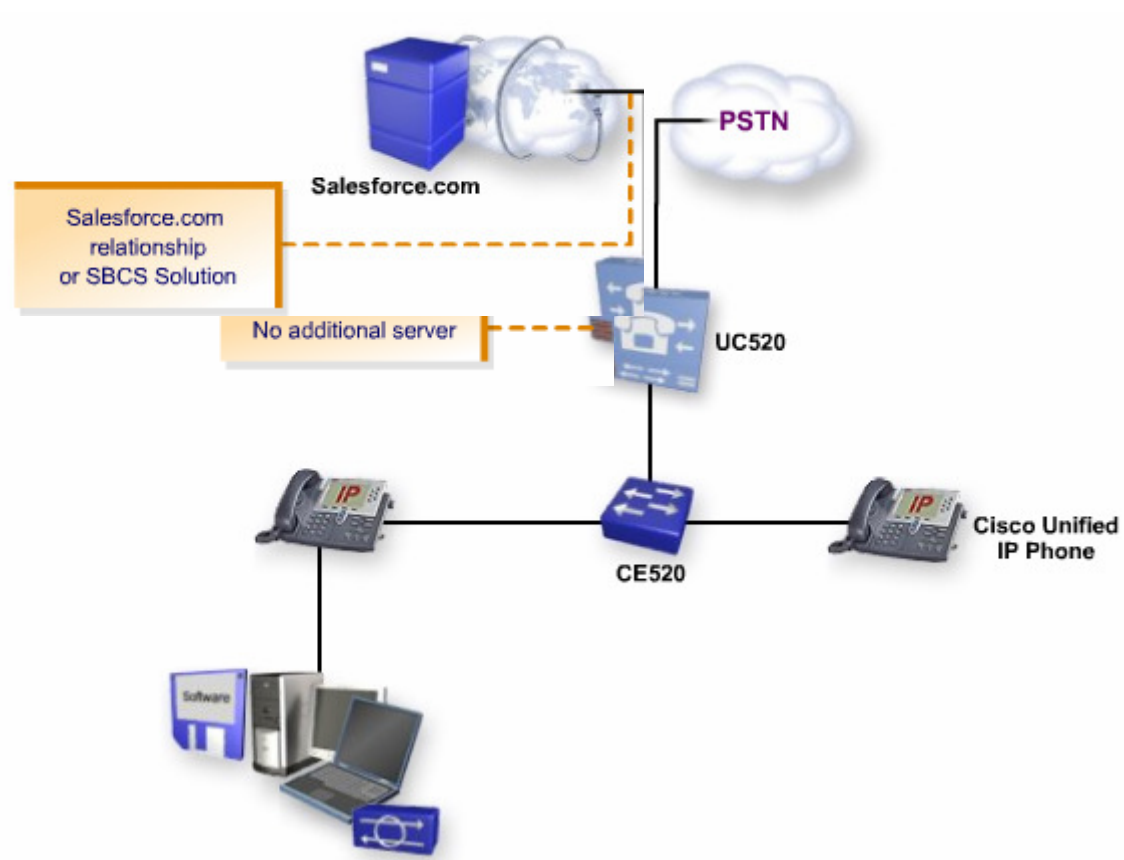 PSTN
Salesforce.com
Salesforce.com
relationship
or SBCS Solution
No additional server
UC520
IP
IP
Cisco Unified
IP Phone
CE520
Software